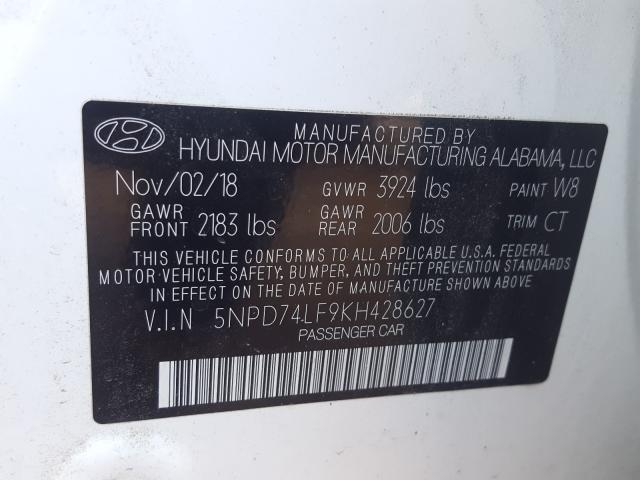 MANUFACTURED BY
HYUNDAI MOTOR MANUFACTURING ALABAMA, LLC
Nov/02/18 GVWR 3924 lbs PAINT W8
GAWR FRONT 2183 lbs GAWR REAR 2006 lbs TRIM CT
THIS VEHICLE CONFORMS TO ALL APPLICABLE U.S.A. FEDERAL
MOTOR VEHICLE SAFETY, BUMPER, AND THEFT PREVENTION STANDARDS
IN EFFECT ON THE DATE OF MANUFACTURE SHOWN ABOVE
V.I.N 5NPD74LF9KH428627
PASSENGER CAR